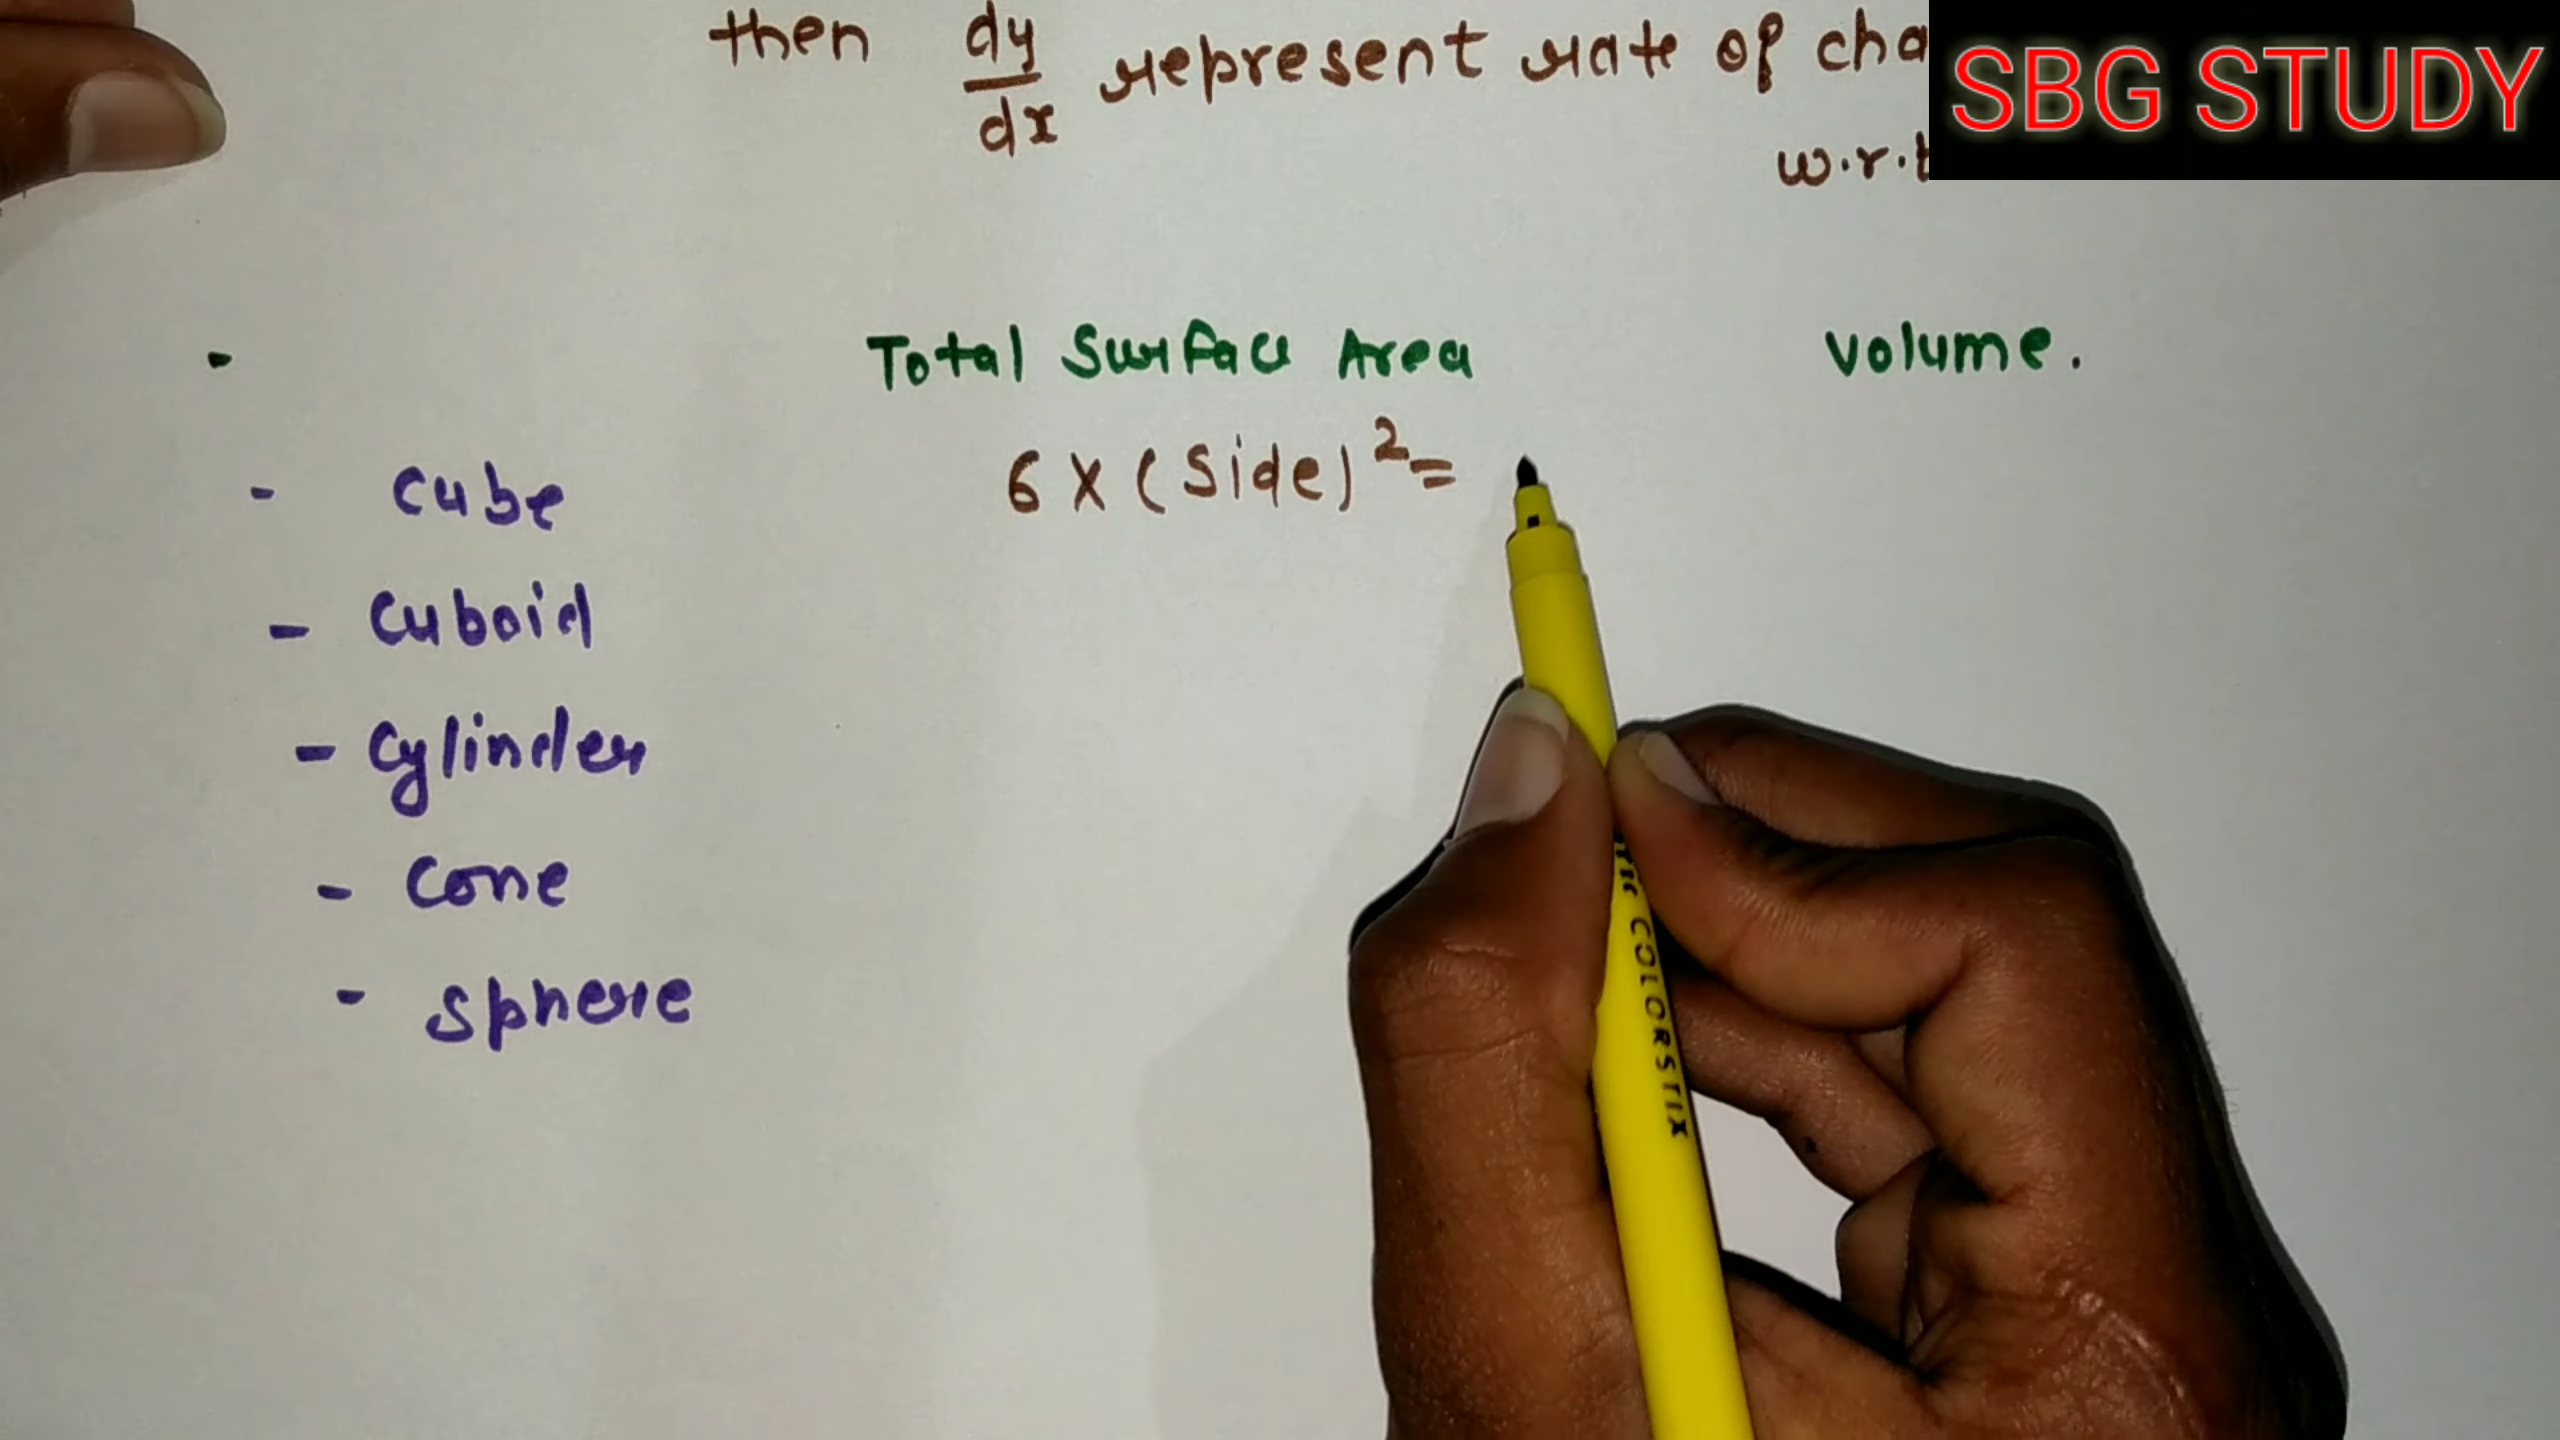 then dy/dx represent rate of cha
SBG STUDY
w.r.t
Total Surface Area volume.
- cube 6 × (Side)²=
- cuboid
- cylinder
- cone
- sphere
COLORSTIX